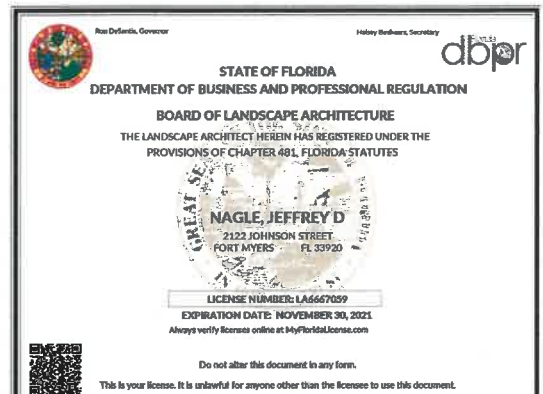 Ron DeSantis, Governor
Halsey Beshears, Secretary
dbpr
STATE OF FLORIDA
DEPARTMENT OF BUSINESS AND PROFESSIONAL REGULATION
BOARD OF LANDSCAPE ARCHITECTURE
THE LANDSCAPE ARCHITECT HEREIN HAS REGISTERED UNDER THE
PROVISIONS OF CHAPTER 481, FLORIDA STATUTES
GREAT SE
NAGLE, JEFFREY D
2122 JOHNSON STREET
FORT MYERS FL 33920
LICENSE NUMBER: LA6667059
EXPIRATION DATE: NOVEMBER 30, 2021
Always verify licenses online at MyFloridaLicense.com
Do not alter this document in any form.
This is your license. It is unlawful for anyone other than the licensee to use this document.